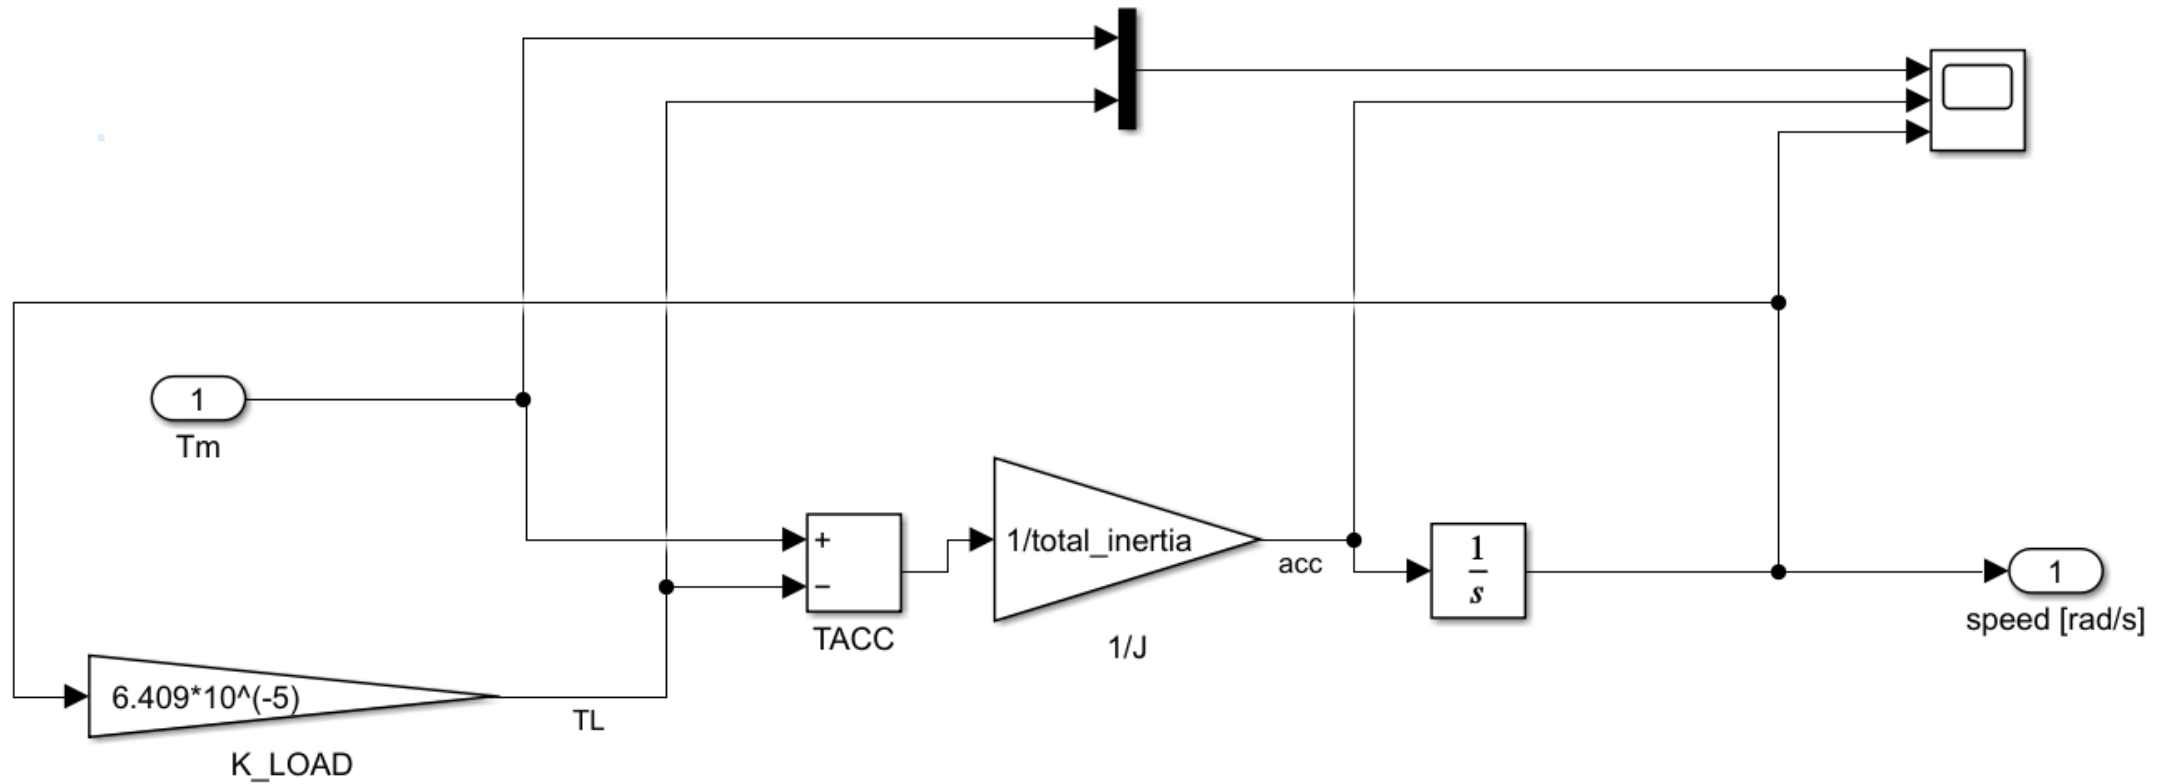 1
Tm
+
−
TACC
1/total_inertia
1/J
acc
1
s
1
speed [rad/s]
6.409*10^(-5)
TL
K_LOAD